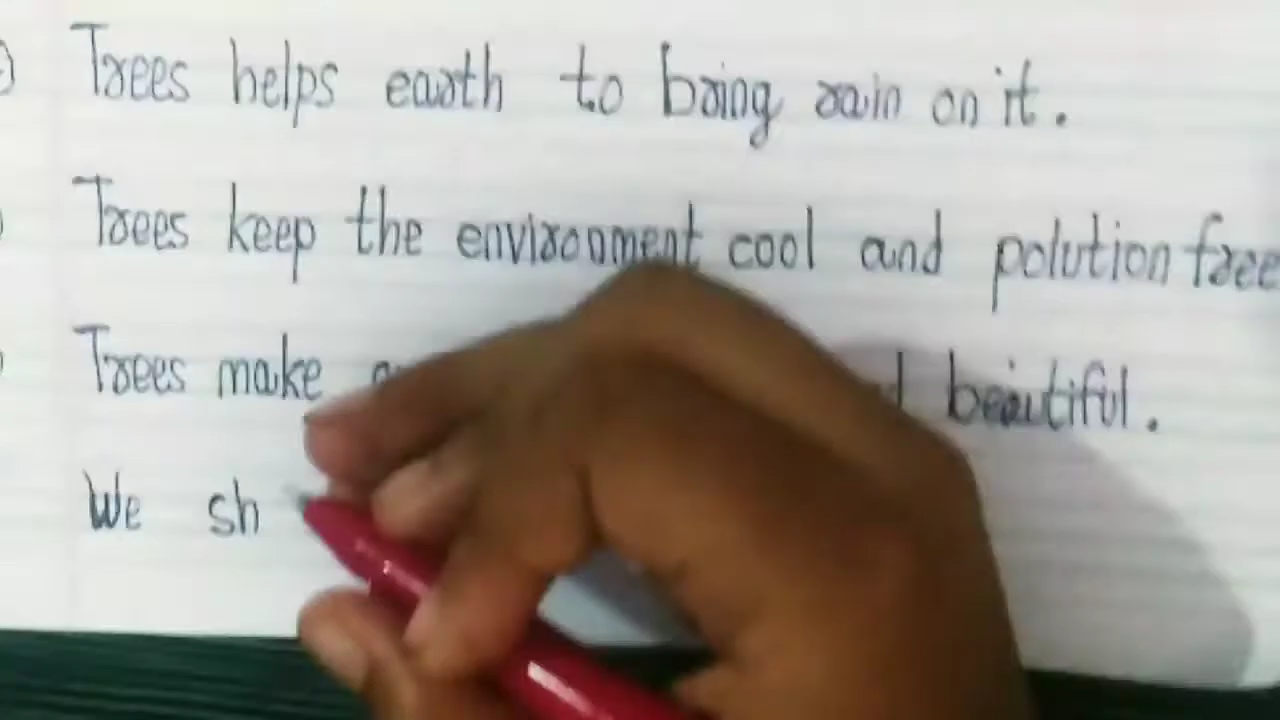 Trees helps earth to bring rain on it.
Trees keep the environment cool and polution free
Trees make beautiful.
We sh